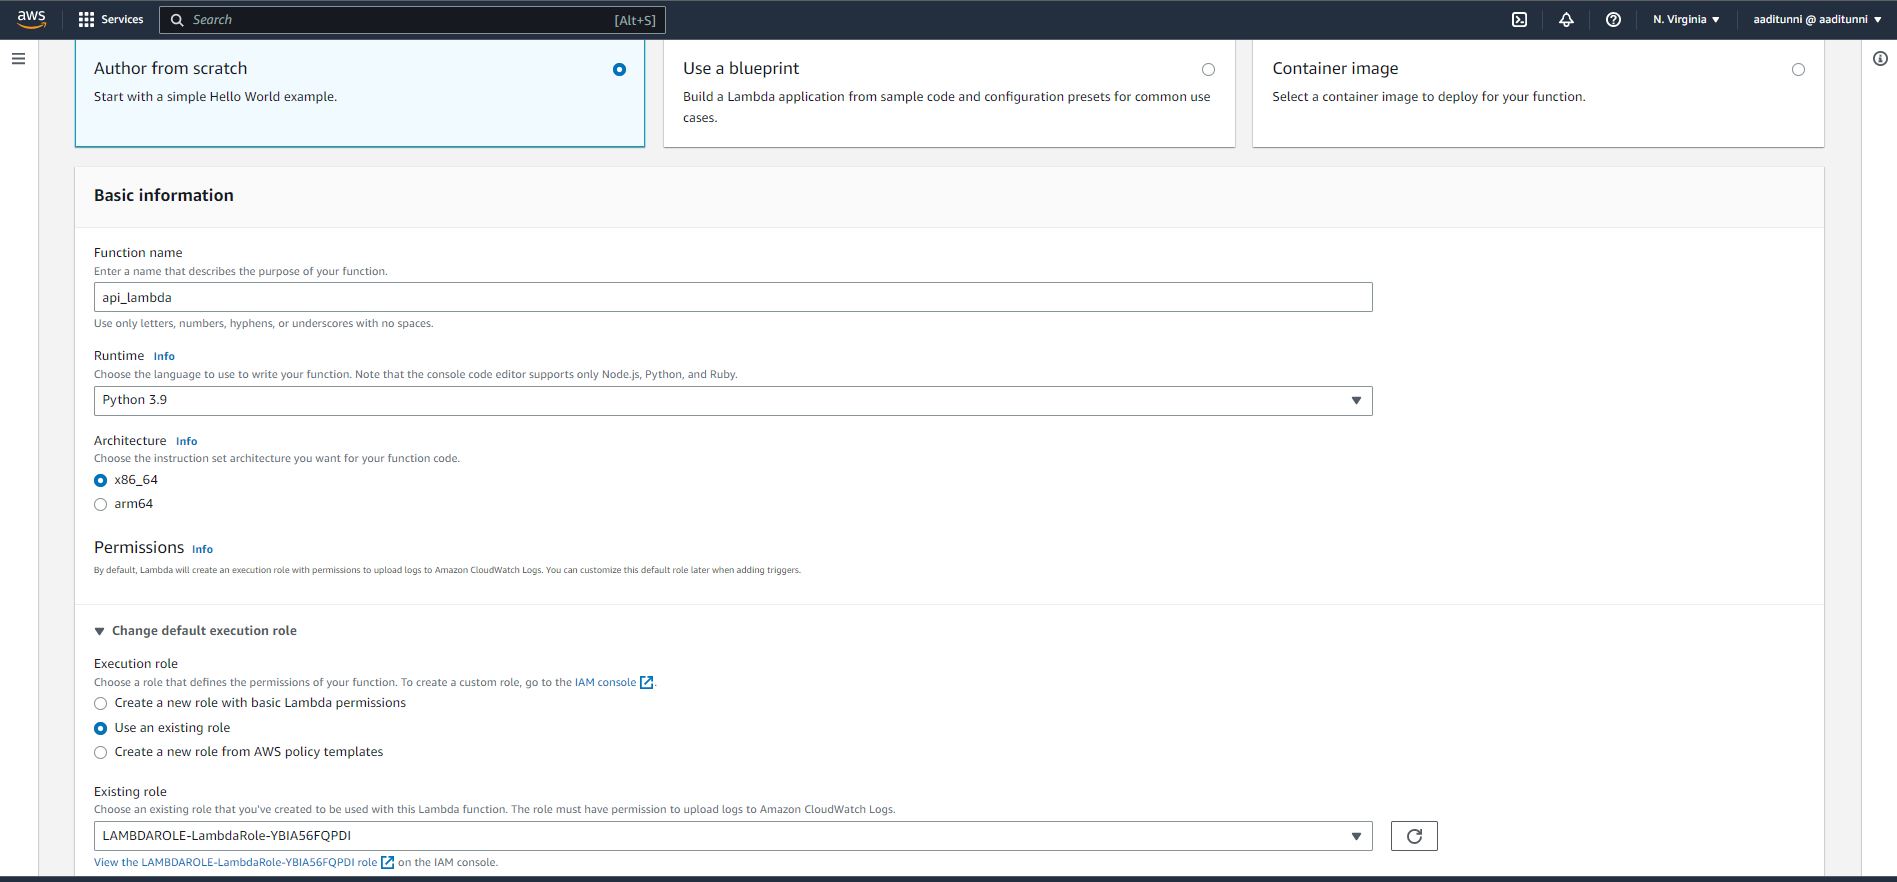 aws
Services
Search
[Alt+S]
N. Virginia
aaditunni @ aaditunni
Author from scratch
Start with a simple Hello World example.
Use a blueprint
Build a Lambda application from sample code and configuration presets for common use
cases.
Container image
Select a container image to deploy for your function.
Basic information
Function name
Enter a name that describes the purpose of your function.
api_lambda
Use only letters, numbers, hyphens, or underscores with no spaces.
Runtime Info
Choose the language to use to write your function. Note that the console code editor supports only Node.js, Python, and Ruby.
Python 3.9
Architecture Info
Choose the instruction set architecture you want for your function code.
x86_64
arm64
Permissions Info
By default, Lambda will create an execution role with permissions to upload logs to Amazon CloudWatch Logs. You can customize this default role later when adding triggers.
Change default execution role
Execution role
Choose a role that defines the permissions of your function. To create a custom role, go to the IAM console.
Create a new role with basic Lambda permissions
Use an existing role
Create a new role from AWS policy templates
Existing role
Choose an existing role that you've created to be used with this Lambda function. The role must have permission to upload logs to Amazon CloudWatch Logs.
LAMBDAROLE-LambdaRole-YBIA56FQPDI
View the LAMBDAROLE-LambdaRole-YBIA56FQPDI role on the IAM console.